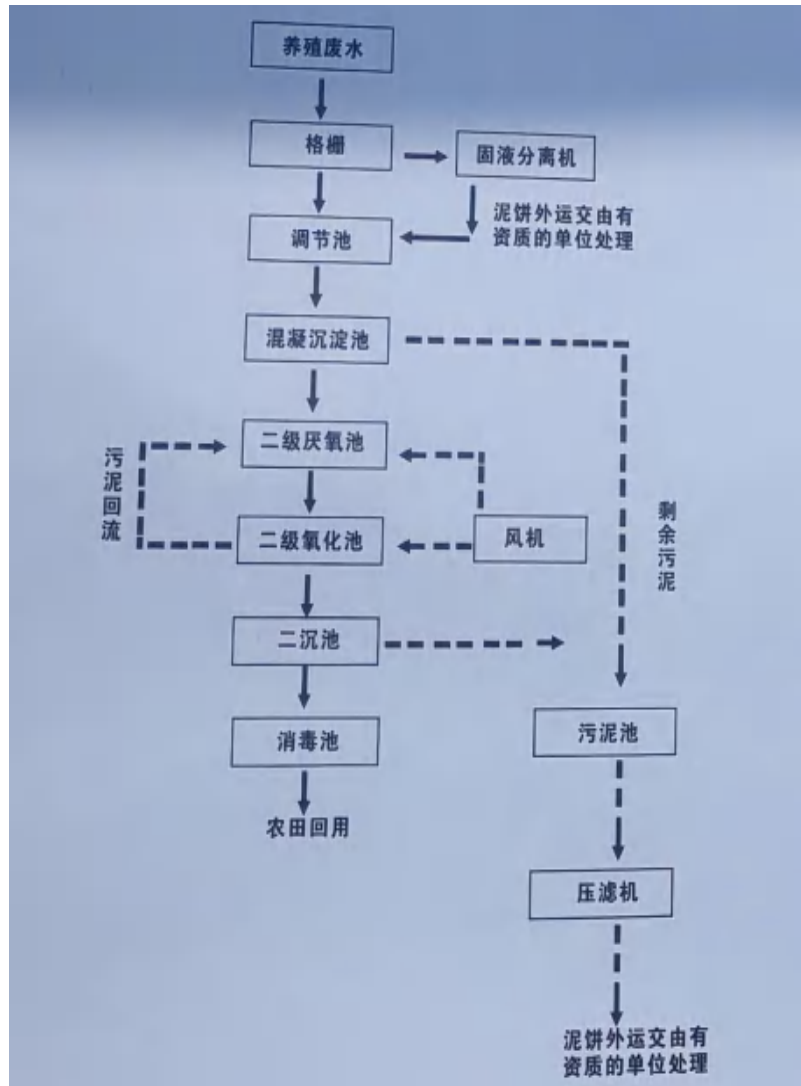 养殖废水
格栅
固液分离机
泥饼外运交由有
资质的单位处理
调节池
混凝沉淀池
二级厌氧池
污泥回流
二级氧化池
风机
剩余污泥
二沉池
消毒池
污泥池
农田回用
压滤机
泥饼外运交由有
资质的单位处理